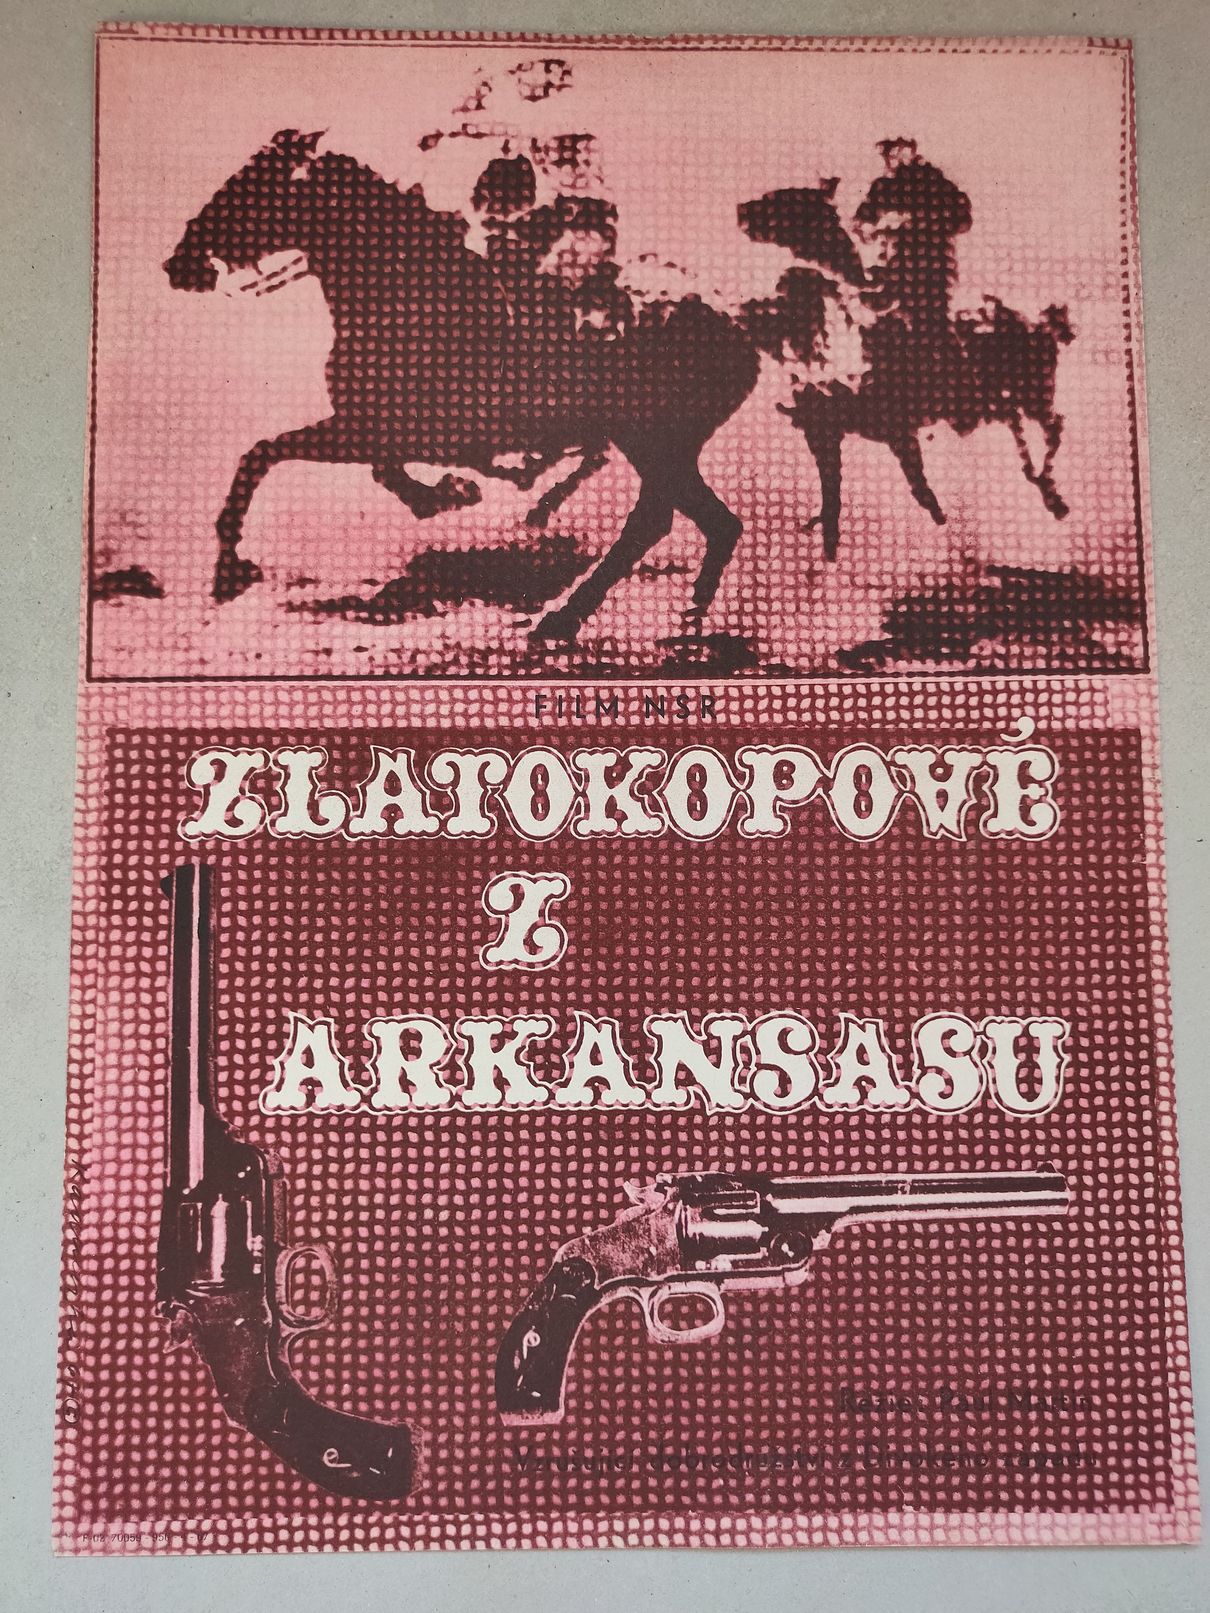 FILM NSR
ZLATOKOPOVÉ
Z
ARKANSASU
Režie: Paul Martin
Vzrušující dobrodružství z Divokého západu